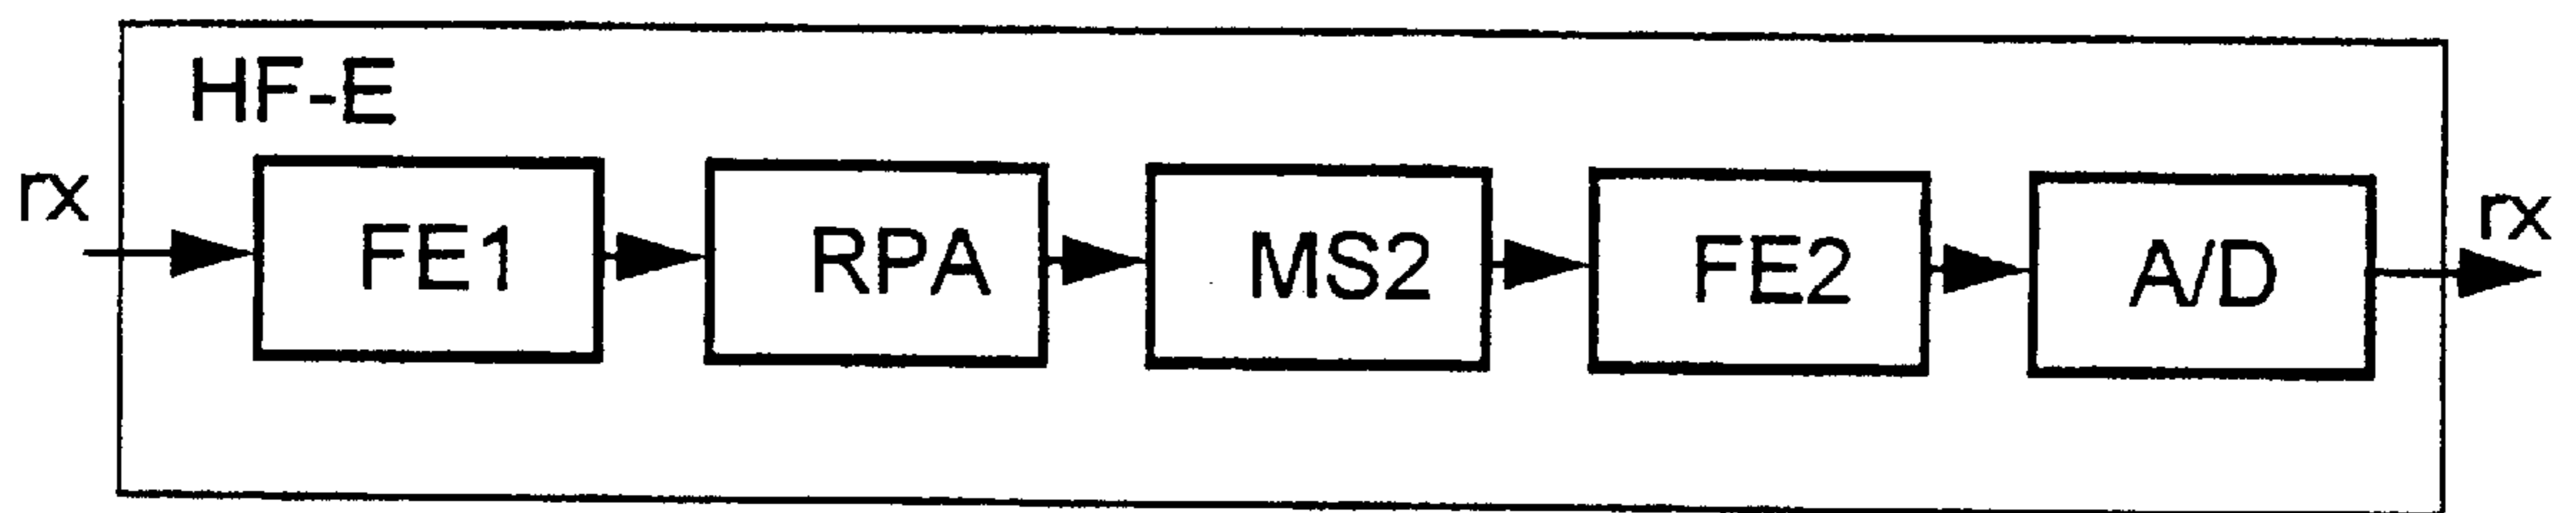 HF-E
rx
FE1
RPA
MS2
FE2
A/D
rx